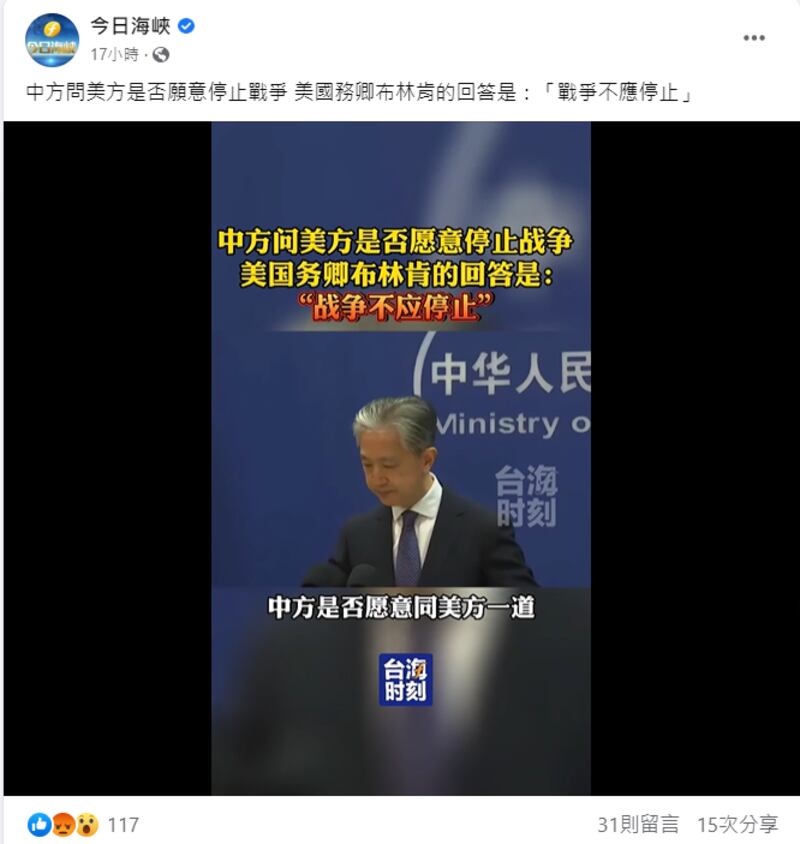 今日海峽
今日海峽
17小時 ·
中方問美方是否願意停止戰爭 美國務卿布林肯的回答是：「戰爭不應停止」
中方问美方是否愿意停止战争
美国务卿布林肯的回答是：
“战争不应停止”
中华人民
Ministry o
台海
时刻
中方是否愿意同美方一道
台海
时刻
117
31則留言 15次分享